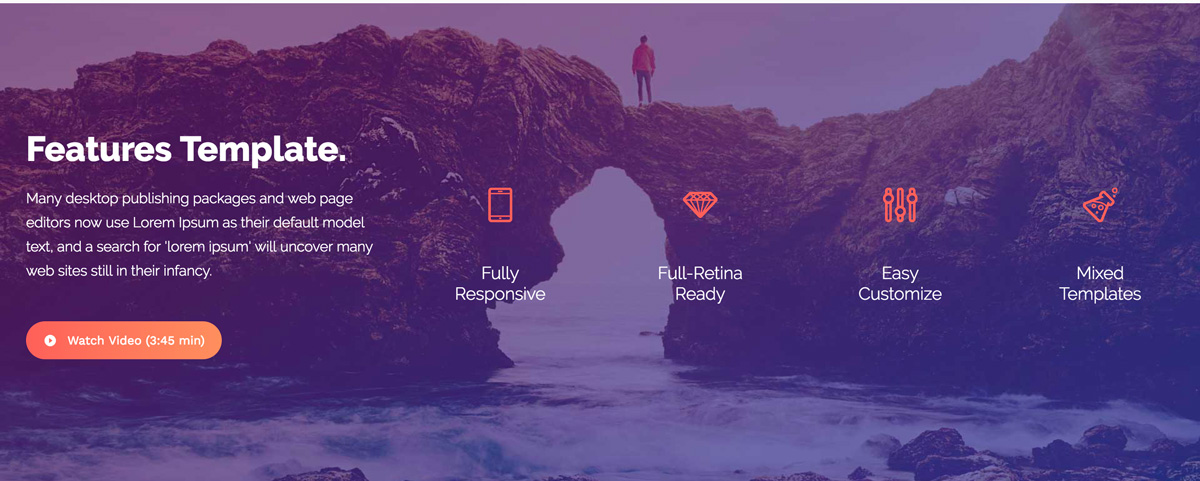 Features Template.
Many desktop publishing packages and web page
editors now use Lorem Ipsum as their default model
text, and a search for 'lorem ipsum' will uncover many
web sites still in their infancy.
Watch Video (3:45 min)
Fully
Responsive
Full-Retina
Ready
Easy
Customize
Mixed
Templates